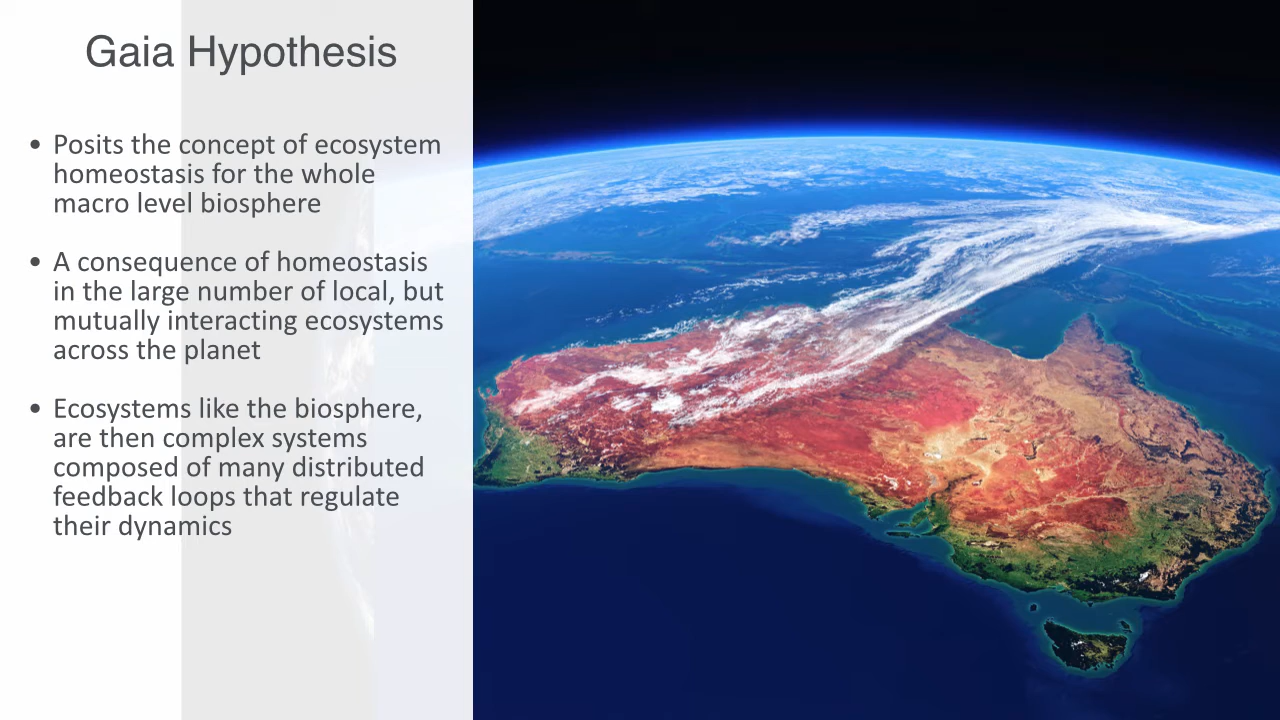 Gaia Hypothesis
• Posits the concept of ecosystem
homeostasis for the whole
macro level biosphere
• A consequence of homeostasis
in the large number of local, but
mutually interacting ecosystems
across the planet
• Ecosystems like the biosphere,
are then complex systems
composed of many distributed
feedback loops that regulate
their dynamics